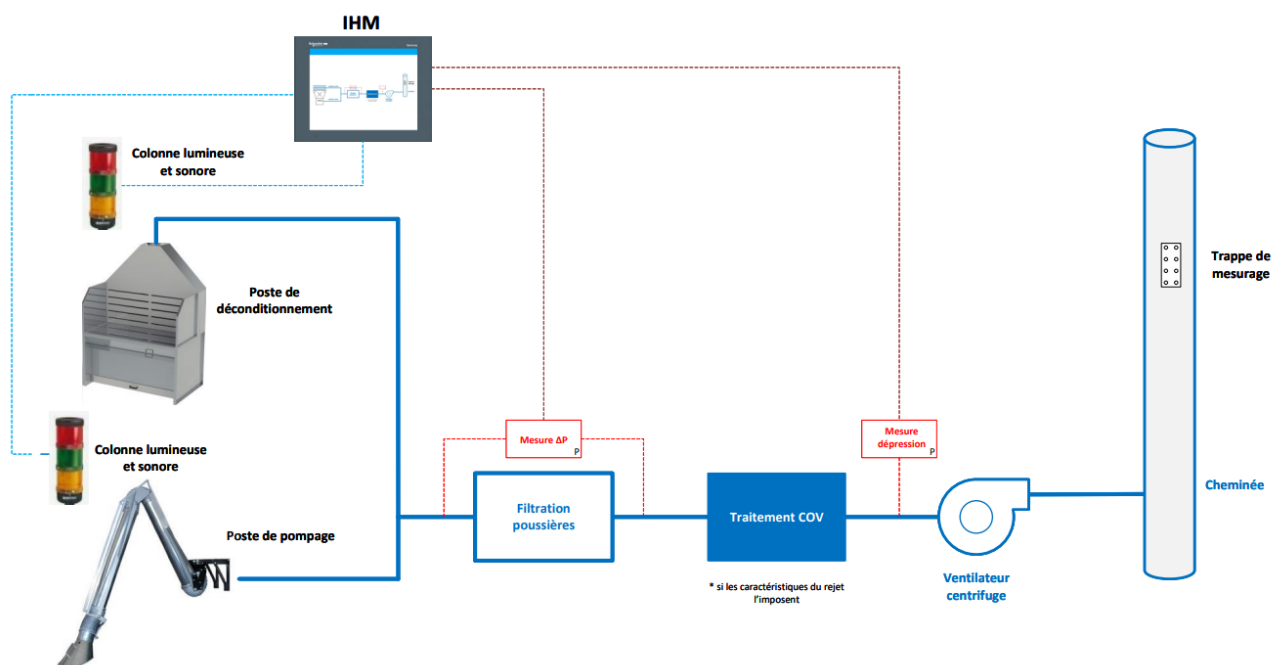 IHM
Schneider
Colonne lumineuse
et sonore
Poste de
déconditionnement
Trappe de
mesurage
Colonne lumineuse
et sonore
Mesure ΔP
P
Mesure
dépression
P
Filtration
poussières
Traitement COV
Cheminée
Poste de pompage
* si les caractéristiques du rejet
l'imposent
Ventilateur
centrifuge